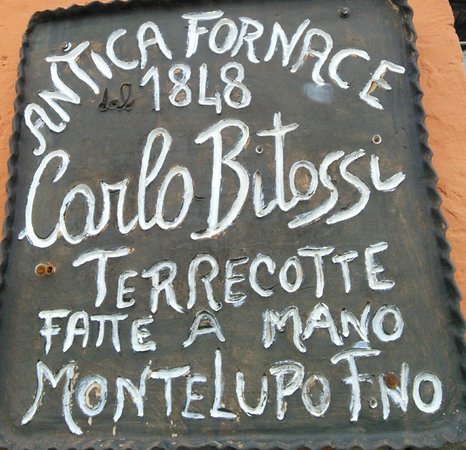 ANTICA FORNACE
dal 1848
Carlo Bitossi
TERRECOTTE
FATTE A MANO
MONTELUPO F.NO